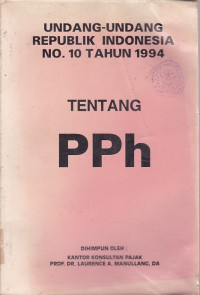 UNDANG-UNDANG
REPUBLIK INDONESIA
NO. 10 TAHUN 1994
TENTANG
PPh
DIHIMPUN OLEH :
KANTOR KONSULTAN PAJAK
PROF. DR. LAURENCE A. MANULLANG, DA